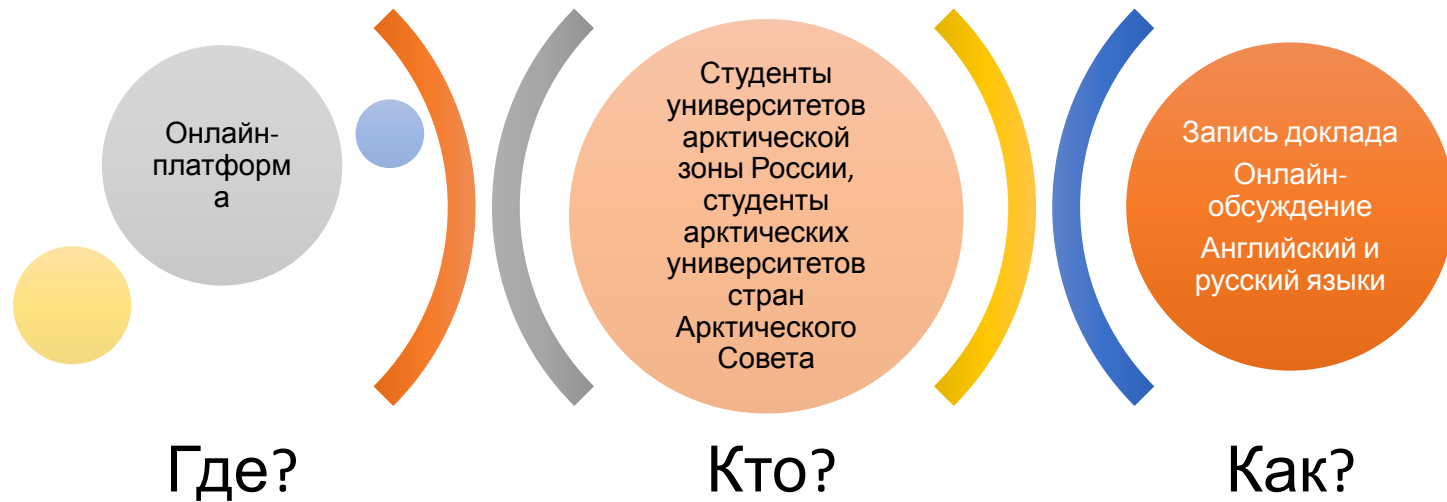 Онлайн-
платформ
а
Студенты
университетов
арктической
зоны России,
студенты
арктических
университетов
стран
Арктического
Совета
Запись доклада
Онлайн-
обсуждение
Английский и
русский языки
Где?
Кто?
Как?